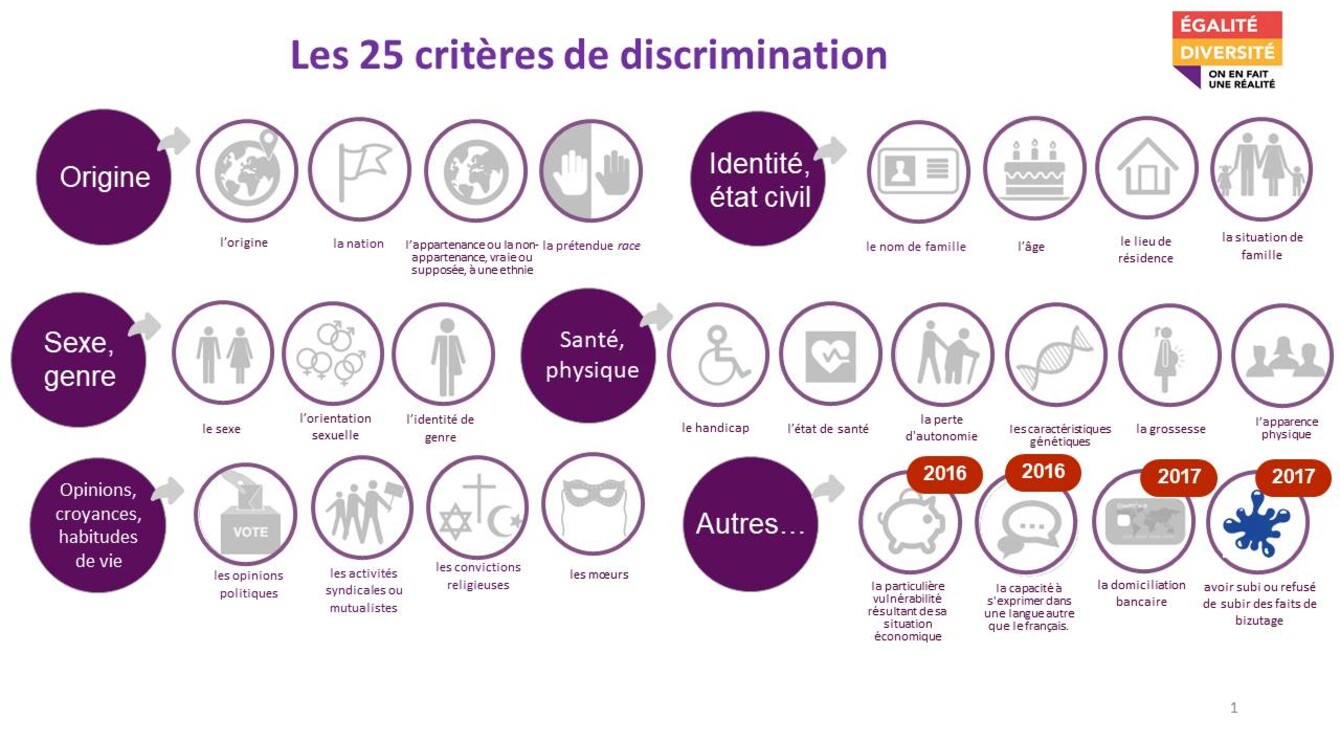 Les 25 critères de discrimination
ÉGALITÉ
DIVERSITÉ
ON EN FAIT
UNE RÉALITÉ
Origine
l’origine
la nation
l’appartenance ou la non-
appartenance, vraie ou
supposée, à une ethnie
la prétendue race
Identité,
état civil
le nom de famille
l’âge
le lieu de
résidence
la situation de
famille
Sexe,
genre
le sexe
l’orientation
sexuelle
l’identité de
genre
Santé,
physique
le handicap
l’état de santé
la perte
d'autonomie
les caractéristiques
génétiques
la grossesse
l’apparence
physique
Opinions,
croyances,
habitudes
de vie
VOTE
les opinions
politiques
les activités
syndicales ou
mutualistes
les convictions
religieuses
les mœurs
Autres…
2016
la particulière
vulnérabilité
résultant de sa
situation
économique
2016
la capacité à
s'exprimer dans
une langue autre
que le français.
2017
la domiciliation
bancaire
2017
avoir subi ou refusé
de subir des faits de
bizutage
1